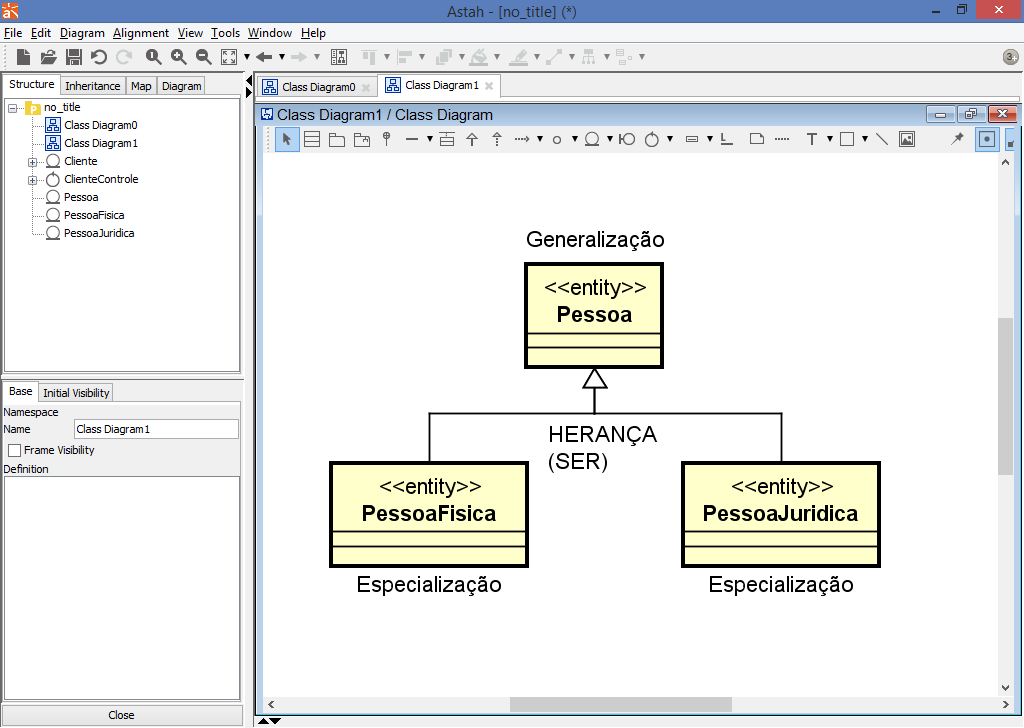 Astah - [no_title] (*)
File Edit Diagram Alignment View Tools Window Help
3+
Structure Inheritance Map Diagram
Class Diagram0 Class Diagram1
no_title
Class Diagram0
Class Diagram1
Cliente
ClienteControle
Pessoa
PessoaFisica
PessoaJuridica
Base Initial Visibility
Namespace
Name Class Diagram1
Frame Visibility
Definition
Close
Class Diagram1 / Class Diagram
T
Generalização
<<entity>>
Pessoa
HERANÇA
(SER)
<<entity>>
PessoaFisica
Especialização
<<entity>>
PessoaJuridica
Especialização